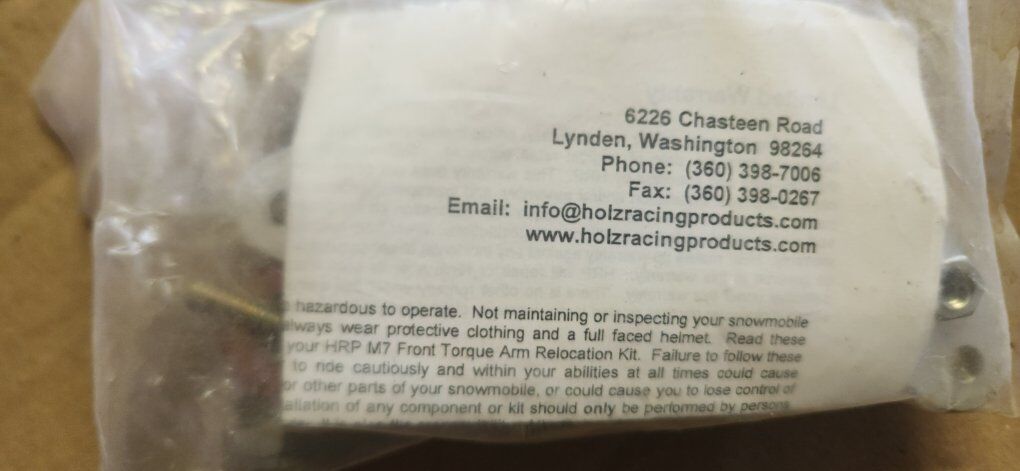 6226 Chasteen Road
Lynden, Washington 98264
Phone: (360) 398-7006
Fax: (360) 398-0267
Email: info@holzracingproducts.com
www.holzracingproducts.com
hazardous to operate. Not maintaining or inspecting your snowmobile
always wear protective clothing and a full faced helmet. Read these
your HRP M7 Front Torque Arm Relocation Kit. Failure to follow these
to ride cautiously and within your abilities at all times could cause
or other parts of your snowmobile, or could cause you to lose control of
of any component or kit should only be performed by persons